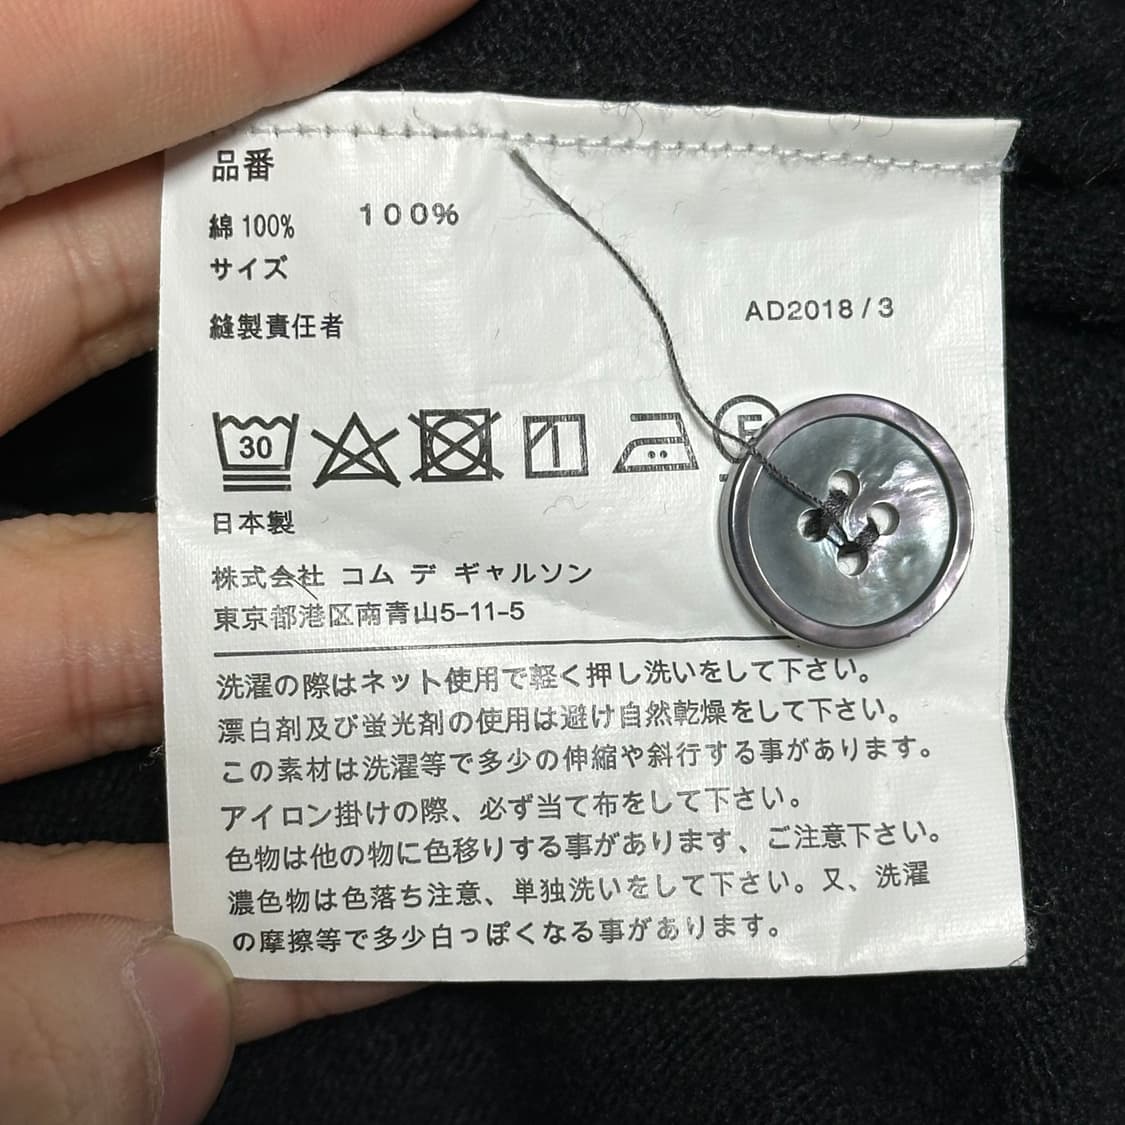 品番
綿 100% 100%
サイズ
AD2018/3
縫製責任者
30
日本製
株式会社 コム デ ギャルソン
東京都港区南青山5-11-5
洗濯の際はネット使用で軽く押し洗いをして下さい。
漂白剤及び蛍光剤の使用は避け自然乾燥をして下さい。
この素材は洗濯等で多少の伸縮や斜行する事があります。
アイロン掛けの際、必ず当て布をして下さい。
色物は他の物に色移りする事があります、ご注意下さい。
濃色物は色落ち注意、単独洗いをして下さい。又、洗濯
の摩擦等で多少白っぽくなる事があります。